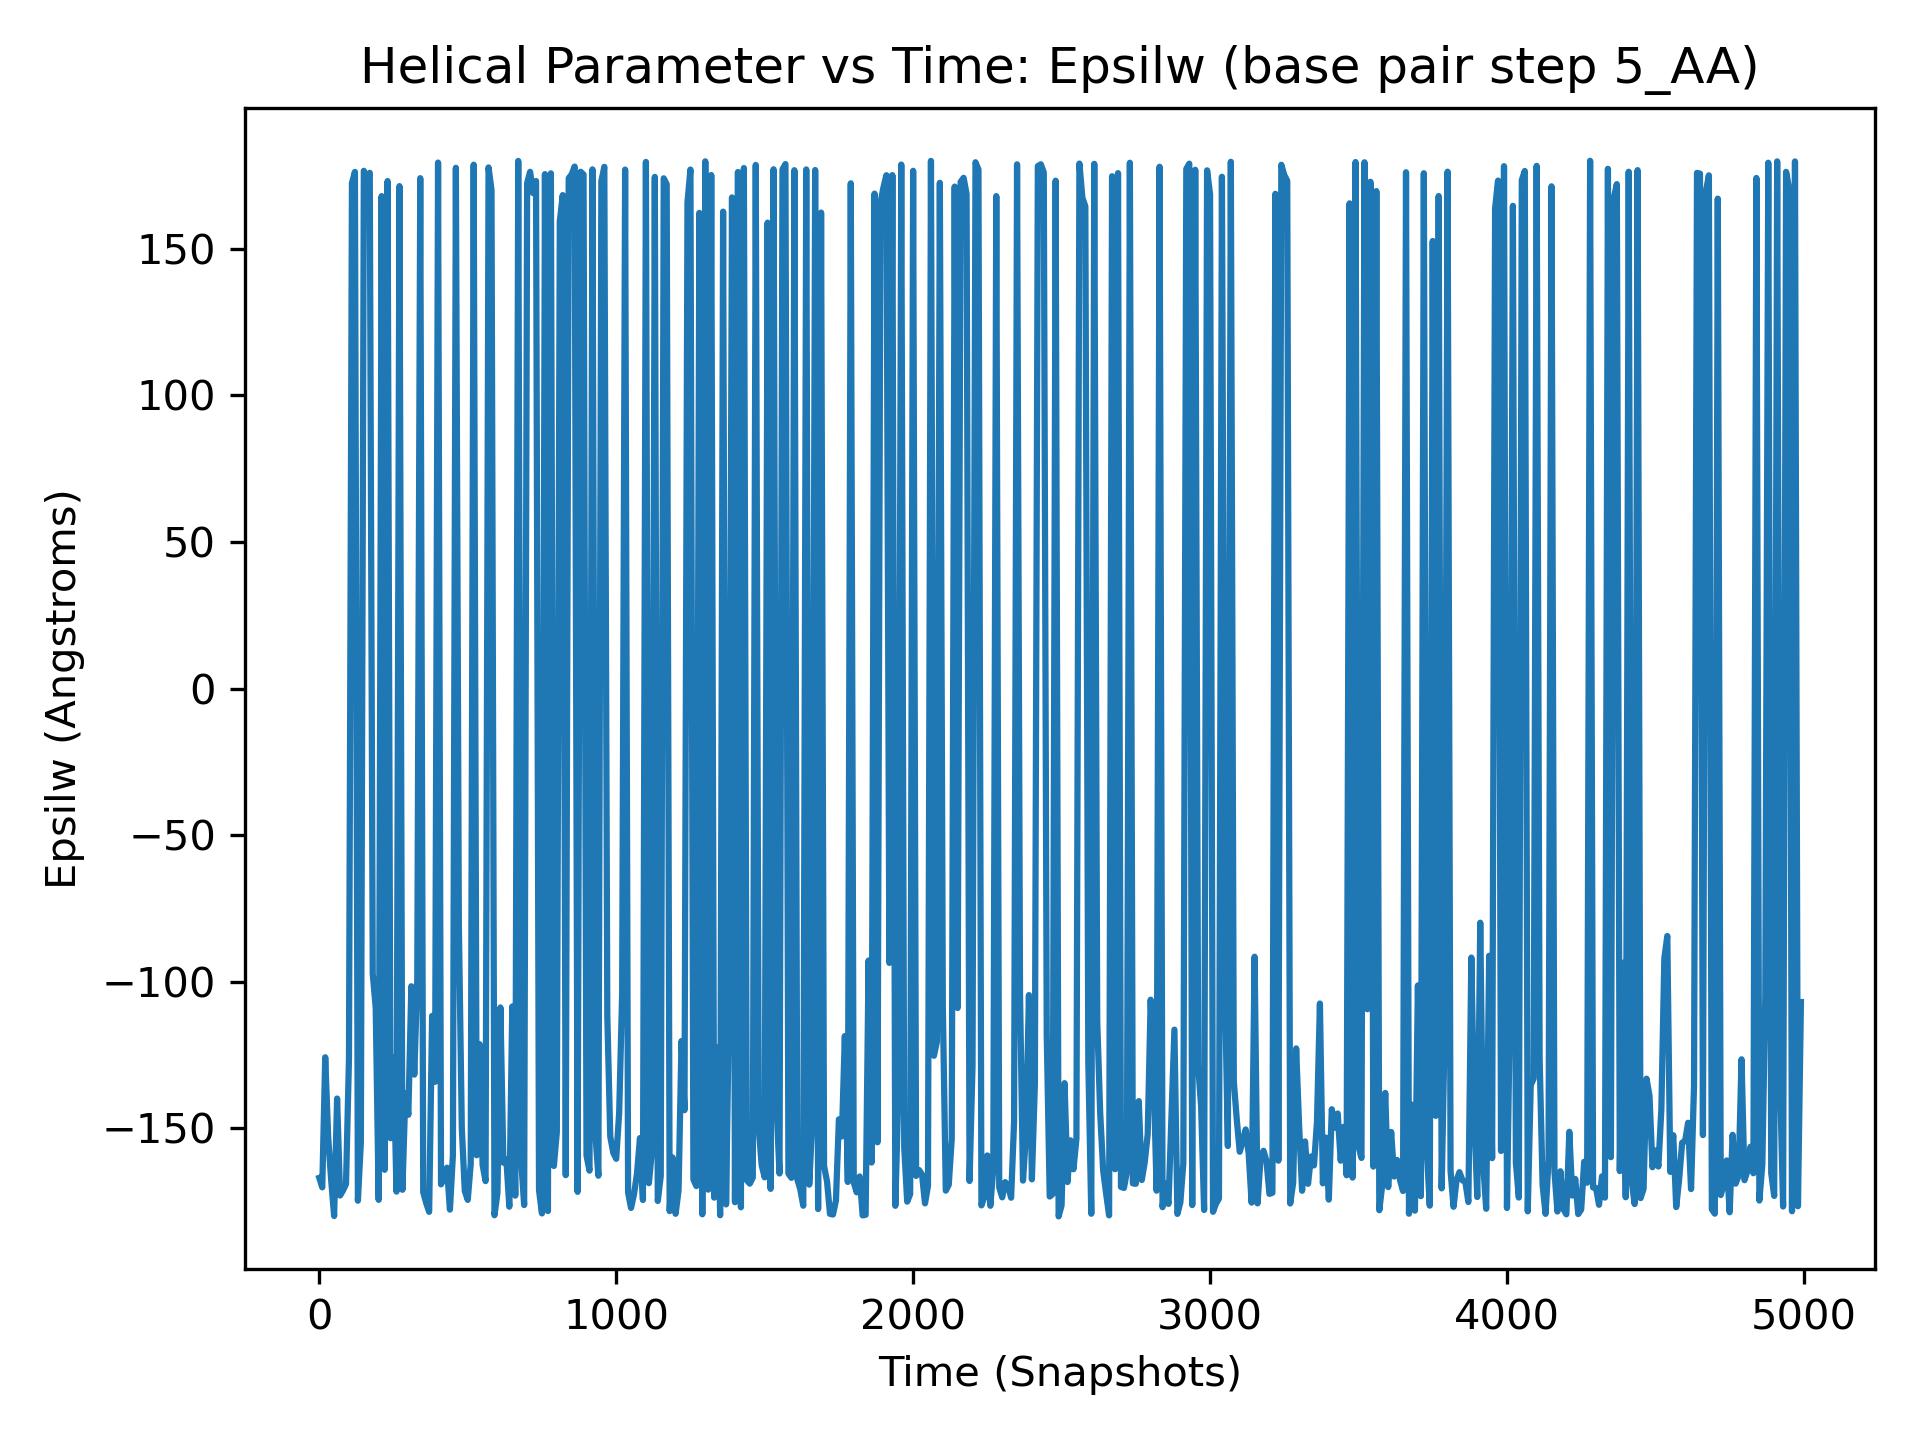 Helical Parameter vs Time: Epsilw (base pair step 5_AA)
150
100
50
0
−50
−100
−150
Epsilw (Angstroms)
0 1000 2000 3000 4000 5000
Time (Snapshots)